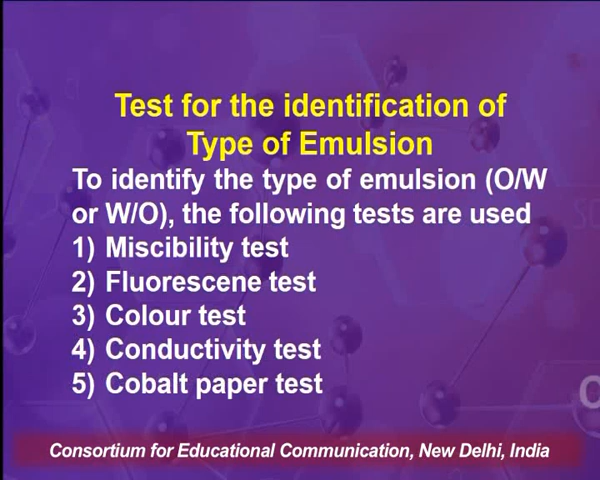 Test for the identification of
Type of Emulsion
To identify the type of emulsion (O/W
or W/O), the following tests are used
1) Miscibility test
2) Fluorescene test
3) Colour test
4) Conductivity test
5) Cobalt paper test
Consortium for Educational Communication, New Delhi, India